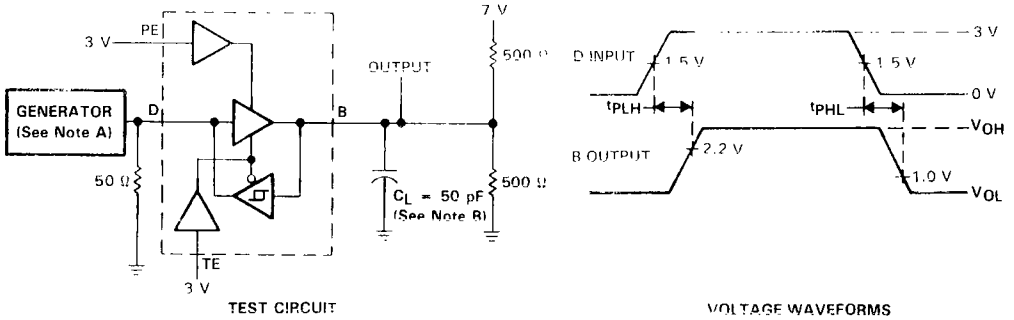 7 V
PE
3 V
500 Ω
OUTPUT
GENERATOR
(See Note A)
D
B
50 Ω
CL = 50 pF
(See Note B)
500 Ω
TE
3 V
TEST CIRCUIT
D INPUT
3 V
1.5 V
1.5 V
0 V
tPLH
tPHL
VOH
B OUTPUT
2.2 V
1.0 V
VOL
VOLTAGE WAVEFORMS